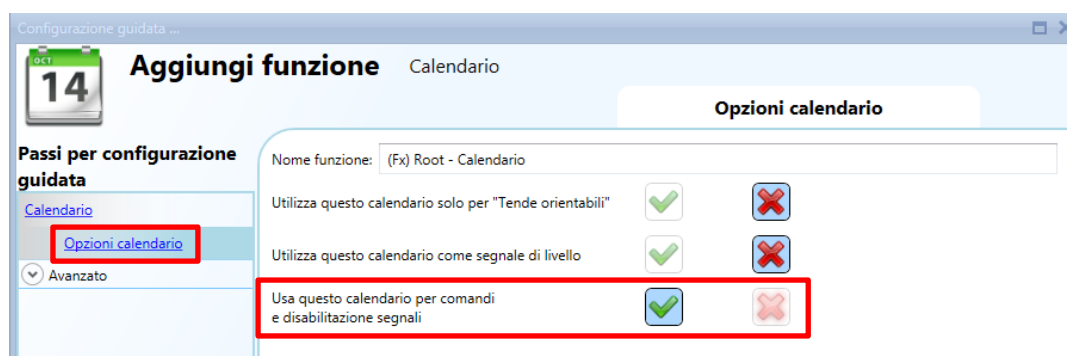 Configurazione guidata ...
OCT
14
Aggiungi funzione Calendario
Opzioni calendario
Passi per configurazione
guidata
Calendario
Opzioni calendario
Avanzato
Nome funzione: (Fx) Root - Calendario
Utilizza questo calendario solo per "Tende orientabili"
Utilizza questo calendario come segnale di livello
Usa questo calendario per comandi
e disabilitazione segnali